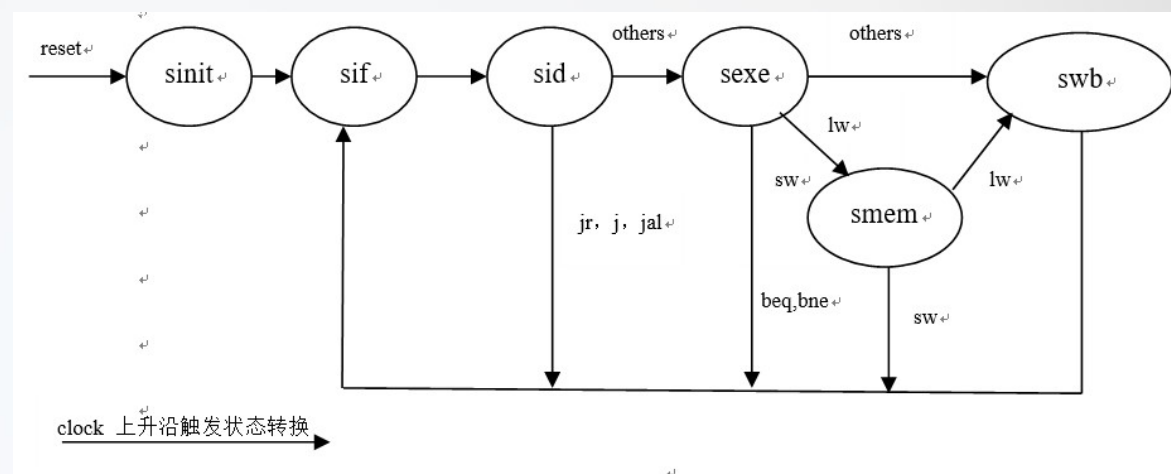 reset
others
others
sinit
sif
sid
sexe
swb
lw
sw
lw
smem
jr，j，jal
beq,bne
sw
clock 上升沿触发状态转换